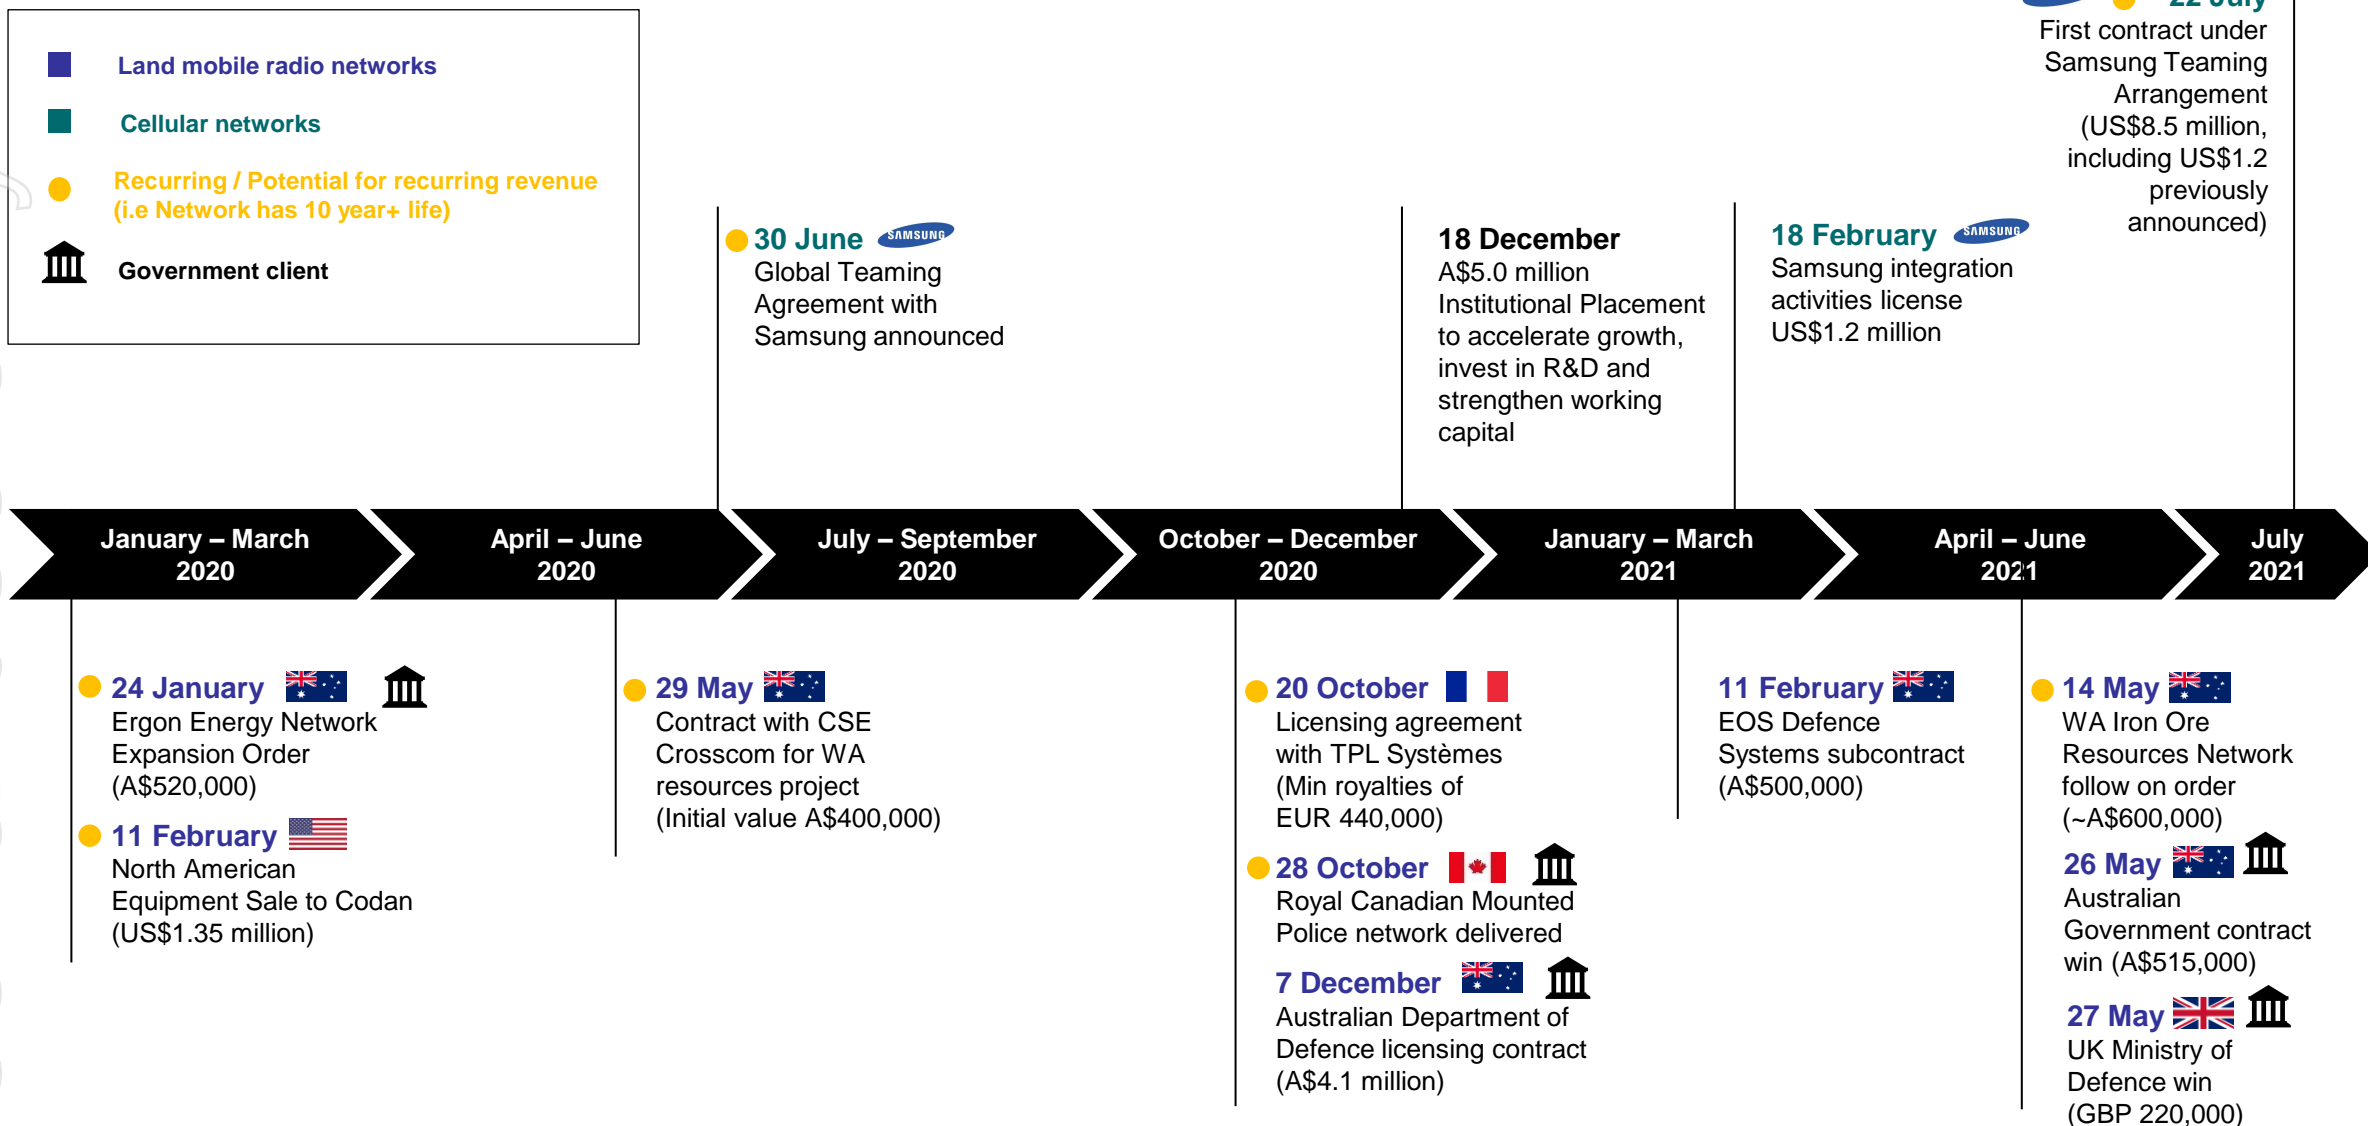 Land mobile radio networks
Cellular networks
Recurring / Potential for recurring revenue
(i.e Network has 10 year+ life)
Government client
30 June SAMSUNG
Global Teaming
Agreement with
Samsung announced
18 December
A$5.0 million
Institutional Placement
to accelerate growth,
invest in R&D and
strengthen working
capital
18 February SAMSUNG
Samsung integration
activities license
US$1.2 million
22 July
First contract under
Samsung Teaming
Arrangement
(US$8.5 million,
including US$1.2
previously
announced)
January – March
2020
April – June
2020
July – September
2020
October – December
2020
January – March
2021
April – June
2021
July
2021
24 January
Ergon Energy Network
Expansion Order
(A$520,000)
11 February
North American
Equipment Sale to Codan
(US$1.35 million)
29 May
Contract with CSE
Crosscom for WA
resources project
(Initial value A$400,000)
20 October
Licensing agreement
with TPL Systèmes
(Min royalties of
EUR 440,000)
28 October
Royal Canadian Mounted
Police network delivered
7 December
Australian Department of
Defence licensing contract
(A$4.1 million)
11 February
EOS Defence
Systems subcontract
(A$500,000)
14 May
WA Iron Ore
Resources Network
follow on order
(~A$600,000)
26 May
Australian
Government contract
win (A$515,000)
27 May
UK Ministry of
Defence win
(GBP 220,000)